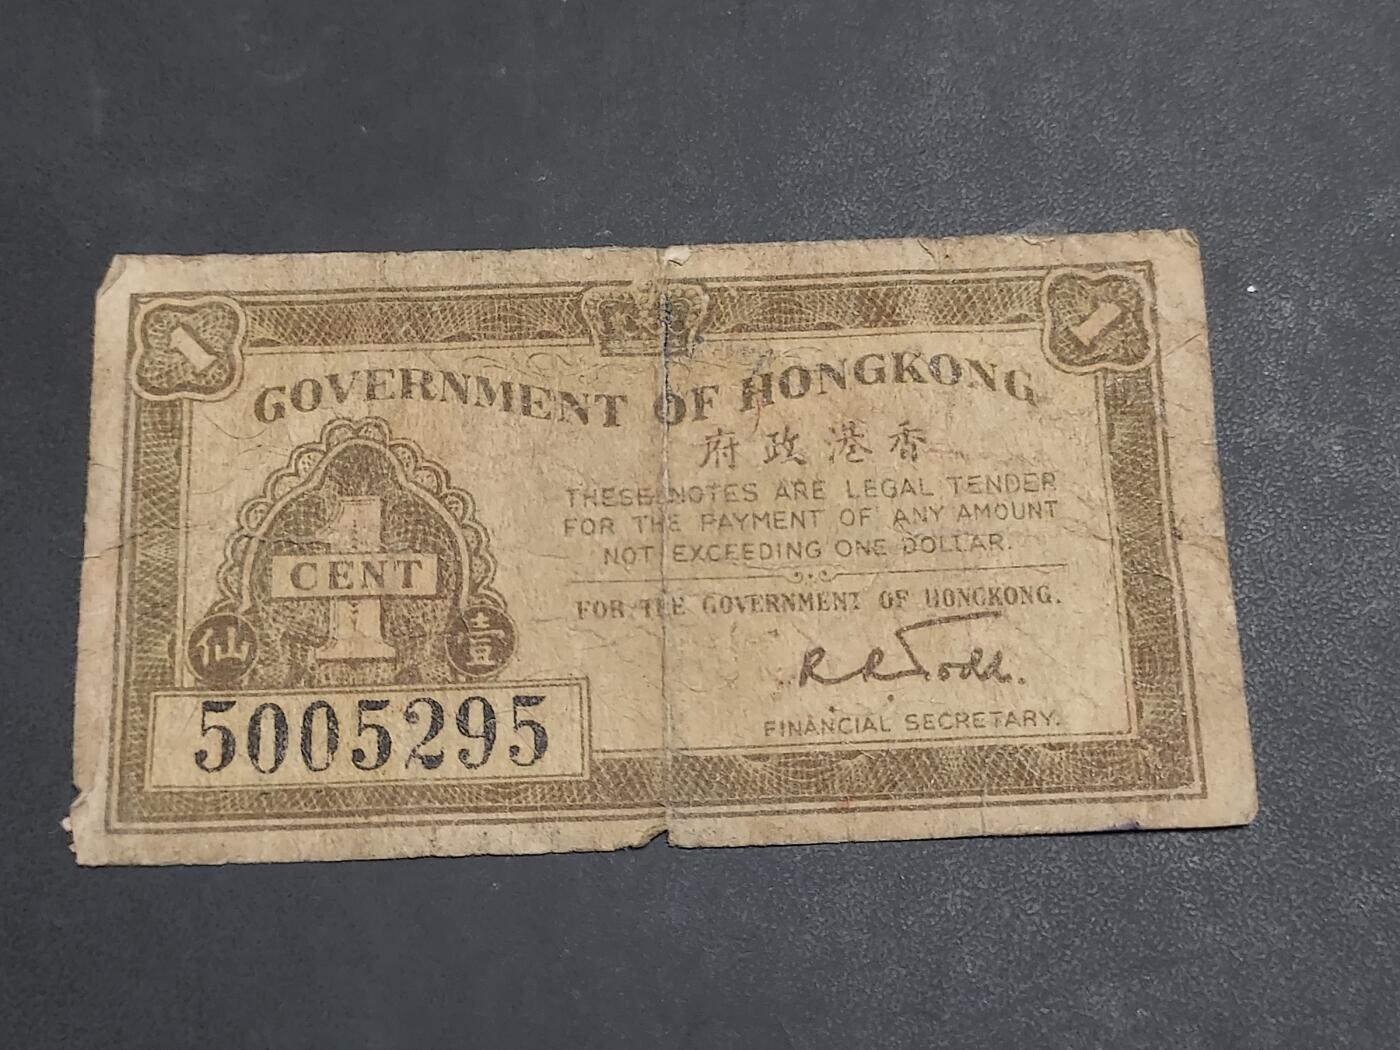 1 1
GOVERNMENT OF HONGKONG
府政港香
THESE NOTES ARE LEGAL TENDER
FOR THE PAYMENT OF ANY AMOUNT
NOT EXCEEDING ONE DOLLAR.
1
CENT
仙 壹
FOR THE GOVERNMENT OF HONGKONG.
R. R. Todd.
FINANCIAL SECRETARY.
5005295